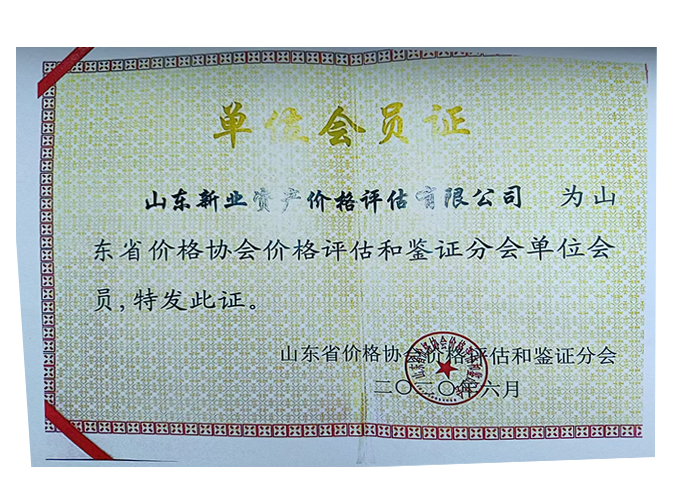 单位会员证
山东新业资产价格评估有限公司 为山
东省价格协会价格评估和鉴证分会单位会
员,特发此证。
山东省价格协会价格评估和鉴证分会
二〇二〇年六月